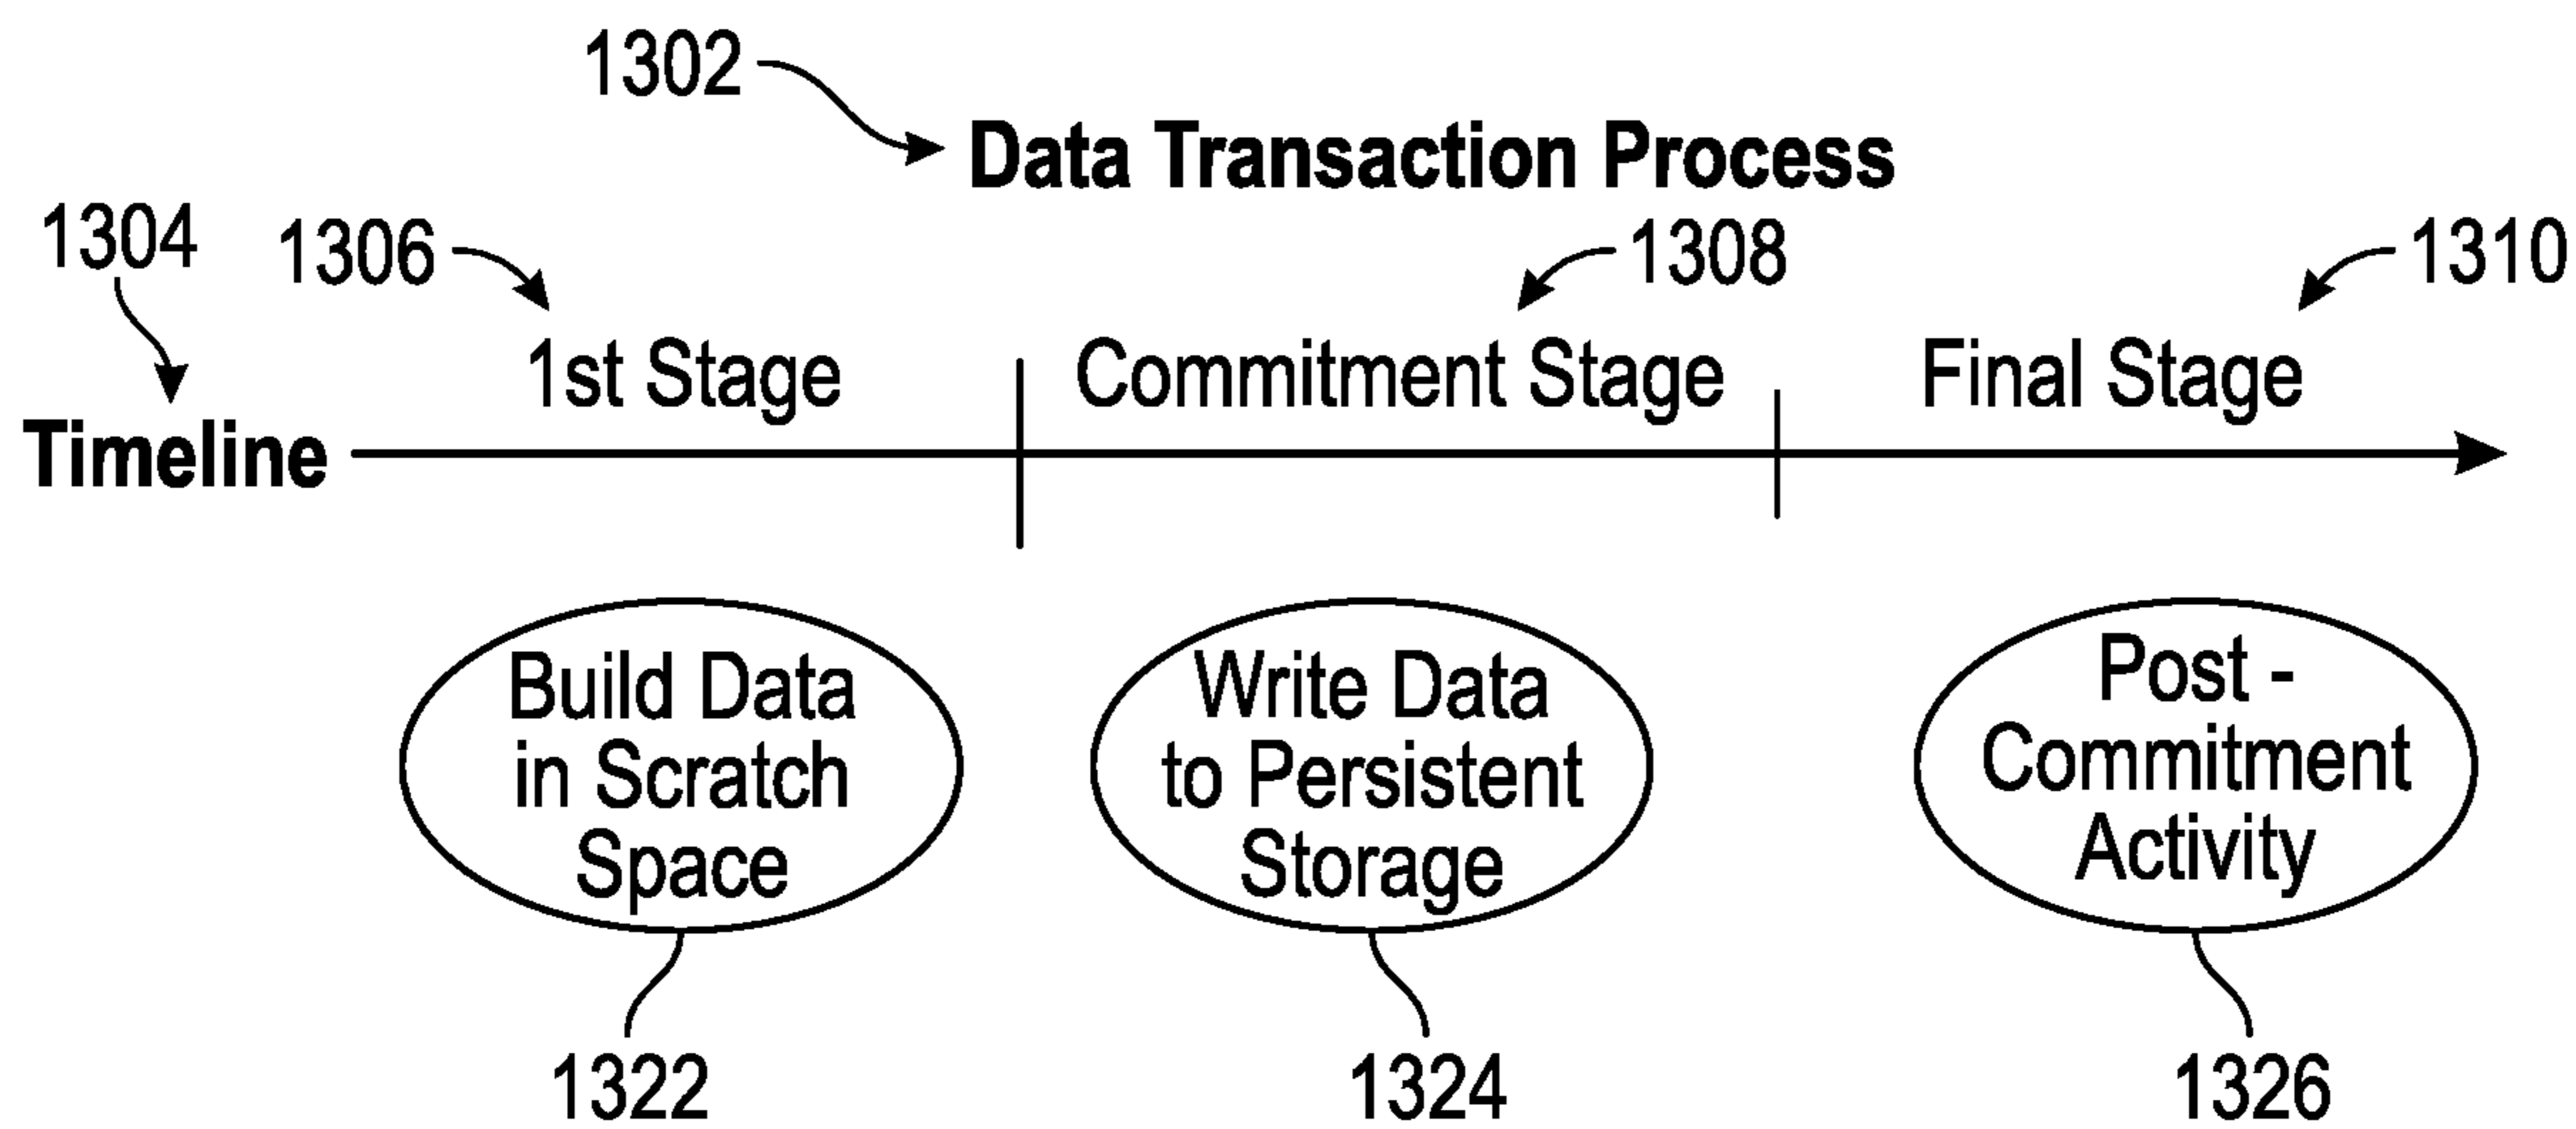 1302
Data Transaction Process
1304
1306
1308
1310
1st Stage
Commitment Stage
Final Stage
Timeline
Build Data
in Scratch
Space
Write Data
to Persistent
Storage
Post -
Commitment
Activity
1322
1324
1326